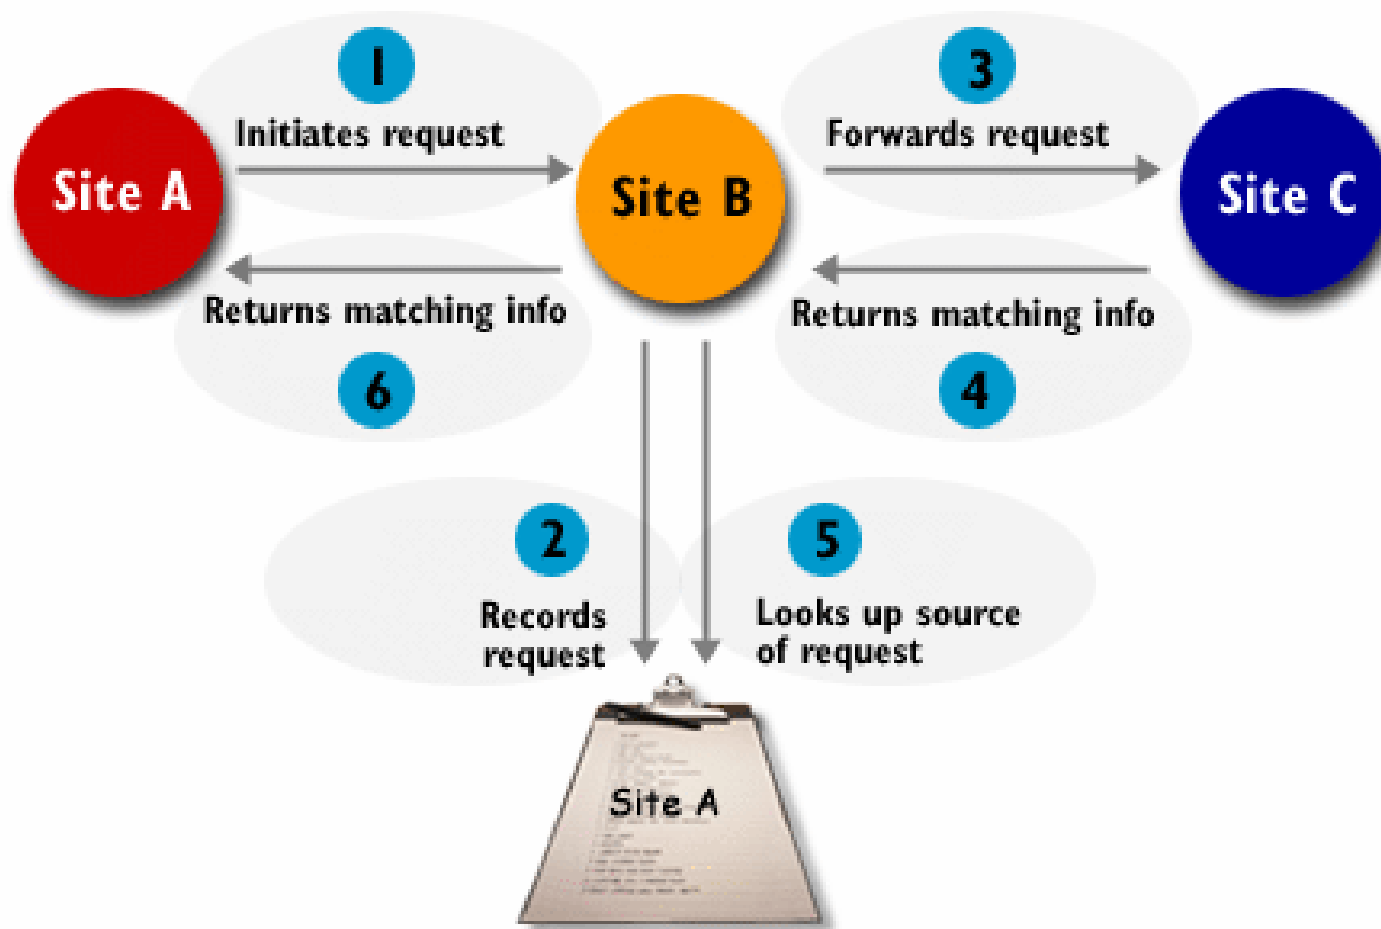 1
Initiates request
3
Forwards request
Site A
Site B
Site C
Returns matching info
6
Returns matching info
4
2
Records
request
5
Looks up source
of request
Site A